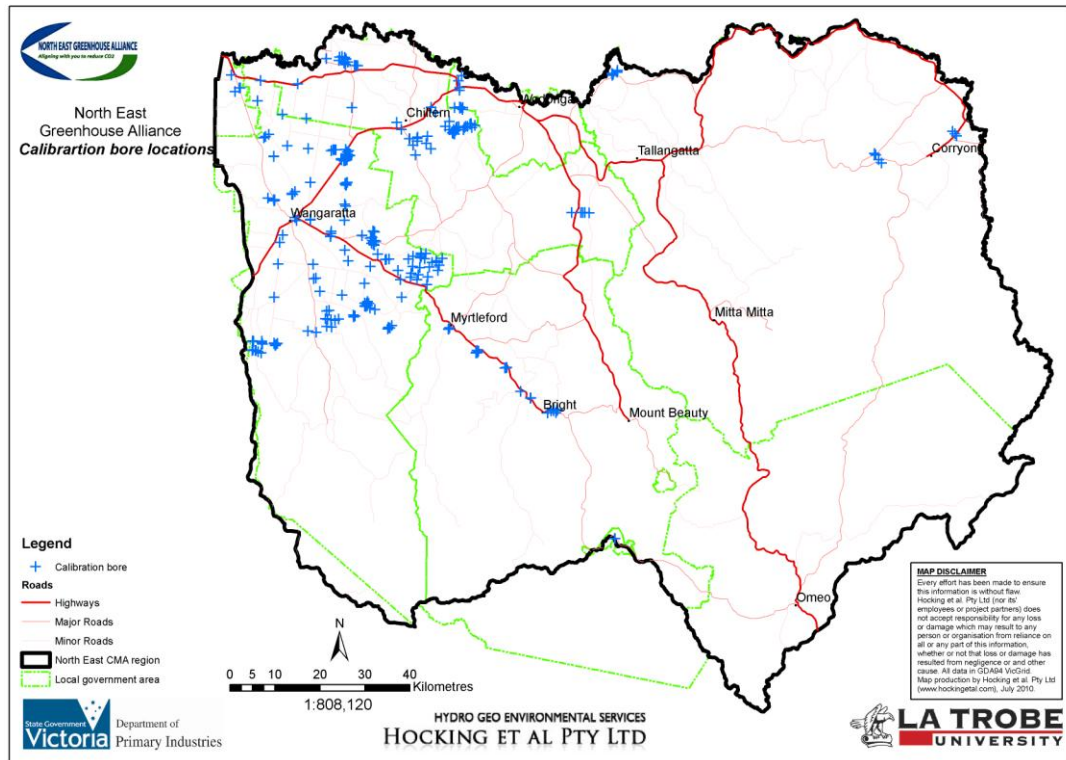 NORTH EAST GREENHOUSE ALLIANCE
Aligning with you to reduce CO2
North East
Greenhouse Alliance
Calibrartion bore locations
Wodonga
Chiltern
Tallangatta
Corryong
Wangaratta
Mitta Mitta
Myrtleford
Bright
Mount Beauty
Omeo
Legend
Calibration bore
Roads
Highways
Major Roads
Minor Roads
North East CMA region
Local government area
N
0 5 10 20 30 40
Kilometres
1:808,120
MAP DISCLAIMER
Every effort has been made to ensure
this information is without flaw.
Hocking et al. Pty Ltd (nor its'
employees or project partners) does
not accept responsibility for any loss
or damage which may result to any
person or organisation from reliance on
all or any part of this information,
whether or not that loss or damage has
resulted from negligence or and other
cause. All data in GDA94 VicGrid.
Map production by Hocking et al. Pty Ltd
(www.hockingetal.com), July 2010.
State Government
Victoria
Department of
Primary Industries
HYDRO GEO ENVIRONMENTAL SERVICES
HOCKING ET AL PTY LTD
LA TROBE
UNIVERSITY